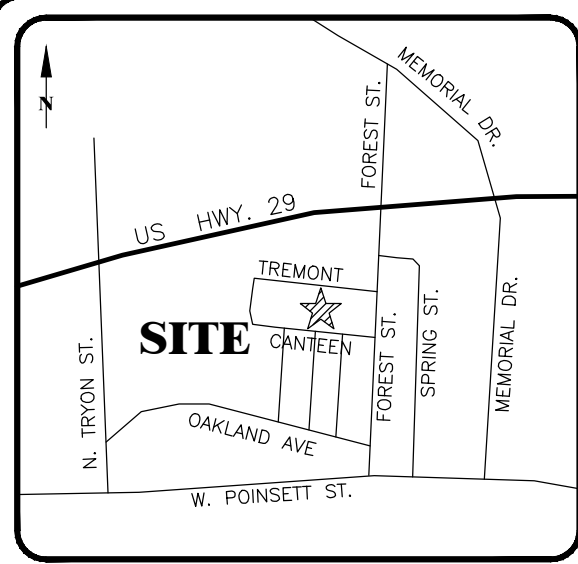 MEMORIAL DR.
N
FOREST ST.
US HWY. 29
TREMONT
SITE
CANTEEN
FOREST ST.
SPRING ST.
MEMORIAL DR.
N. TRYON ST.
OAKLAND AVE
W. POINSETT ST.